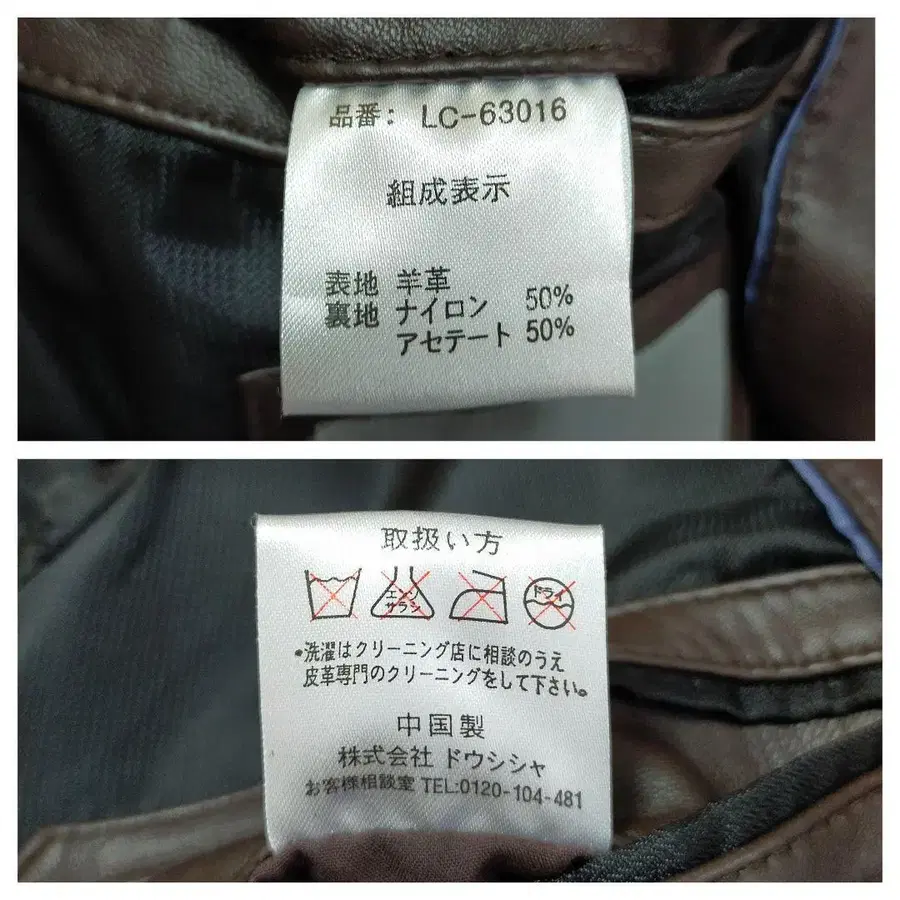 品番: LC-63016
組成表示
表地 羊革
裏地 ナイロン 50%
アセテート 50%
取扱い方
エンソ
サラシ
ドライ
•洗濯はクリーニング店に相談のうえ
皮革専門のクリーニングをして下さい。
中国製
株式会社 ドウシシャ
お客様相談室 TEL:0120-104-481